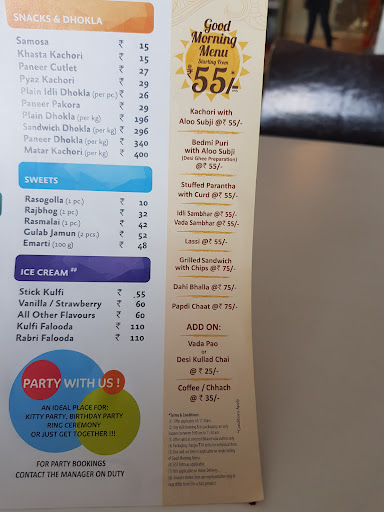 SNACKS & DHOKLA
Samosa ₹ 15
Khasta Kachori ₹ 15
Paneer Cutlet ₹ 27
Pyaz Kachori ₹ 29
Plain Idli Dhokla (per pc.) ₹ 26
Paneer Pakora ₹ 29
Plain Dhokla (per kg) ₹ 196
Sandwich Dhokla (per kg) ₹ 296
Paneer Dhokla (per kg) ₹ 340
Matar Kachori (per kg) ₹ 400
SWEETS
Rasogolla (1 pc.) ₹ 10
Rajbhog (1 pc.) ₹ 32
Rasmalai (1 pc.) ₹ 42
Gulab Jamun (2 pcs.) ₹ 52
Emarti (100 g) ₹ 48
ICE CREAM ##
Stick Kulfi ₹ 55
Vanilla / Strawberry ₹ 60
All Other Flavours ₹ 60
Kulfi Falooda ₹ 110
Rabri Falooda ₹ 110
PARTY WITH US !
AN IDEAL PLACE FOR:
KITTY PARTY, BIRTHDAY PARTY
RING CEREMONY
OR JUST GET TOGETHER !!!
FOR PARTY BOOKINGS
CONTACT THE MANAGER ON DUTY
Good
Morning
Menu
Starting From
₹55/-
Kachori with
Aloo Subji @₹ 55/-
Bedmi Puri
with Aloo Subji
(Desi Ghee Preparation)
@₹ 55/-
Stuffed Parantha
with Curd @₹ 55/-
Idli Sambhar @₹ 55/-
Vada Sambhar @₹ 55/-
Lassi @₹ 55/-
Grilled Sandwich
with Chips @₹ 75/-
Dahi Bhalla @₹ 75/-
Papdi Chaat @₹ 75/-
ADD ON:
Vada Pao
or
Desi Kullad Chai
@ ₹ 25/-
Coffee / Chhach
@ ₹ 35/-
*Terms & Conditions:
*Conditions Apply